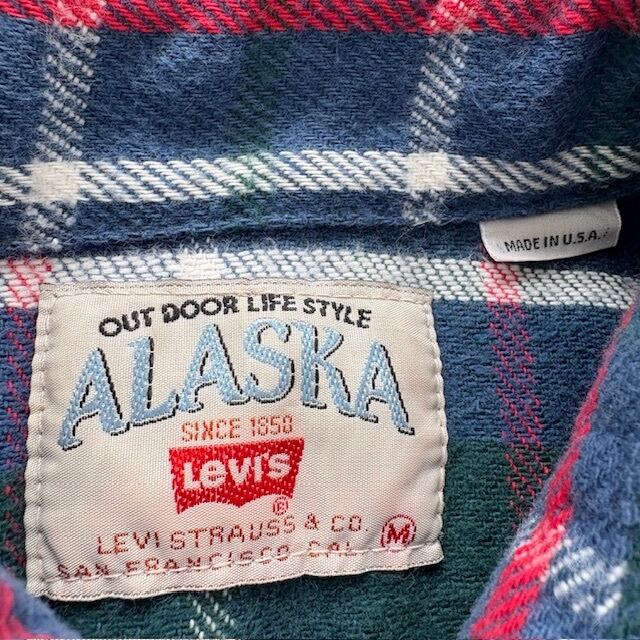 MADE IN U.S.A.
OUT DOOR LIFE STYLE
ALASKA
SINCE 1850
Levi's
®
LEVI STRAUSS & CO. M
SAN FRANCISCO CAL